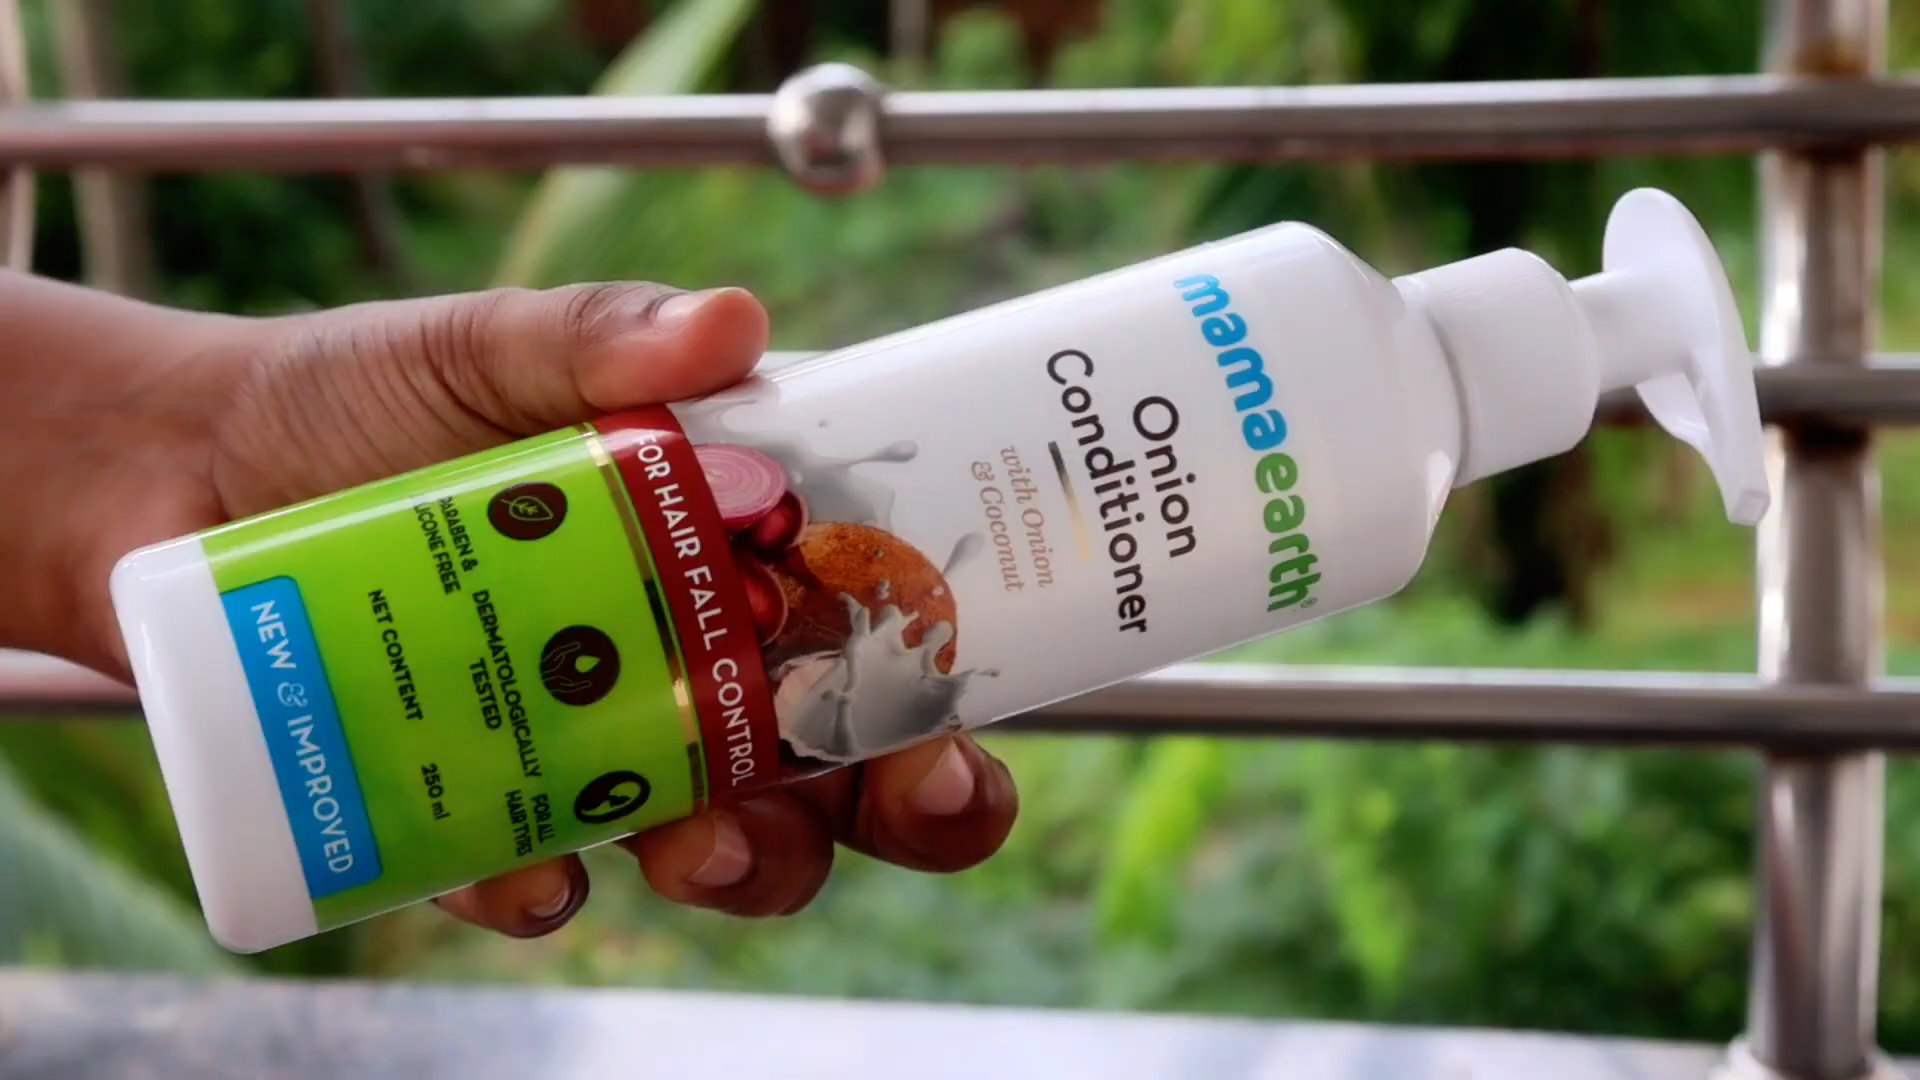 mamaearth®
Onion
Conditioner
with Onion
& Coconut
FOR HAIR FALL CONTROL
PARABEN &
FREE
DERMATOLOGICALLY
TESTED
FOR ALL
HAIR TYPES
NET CONTENT 250 ml
NEW & IMPROVED